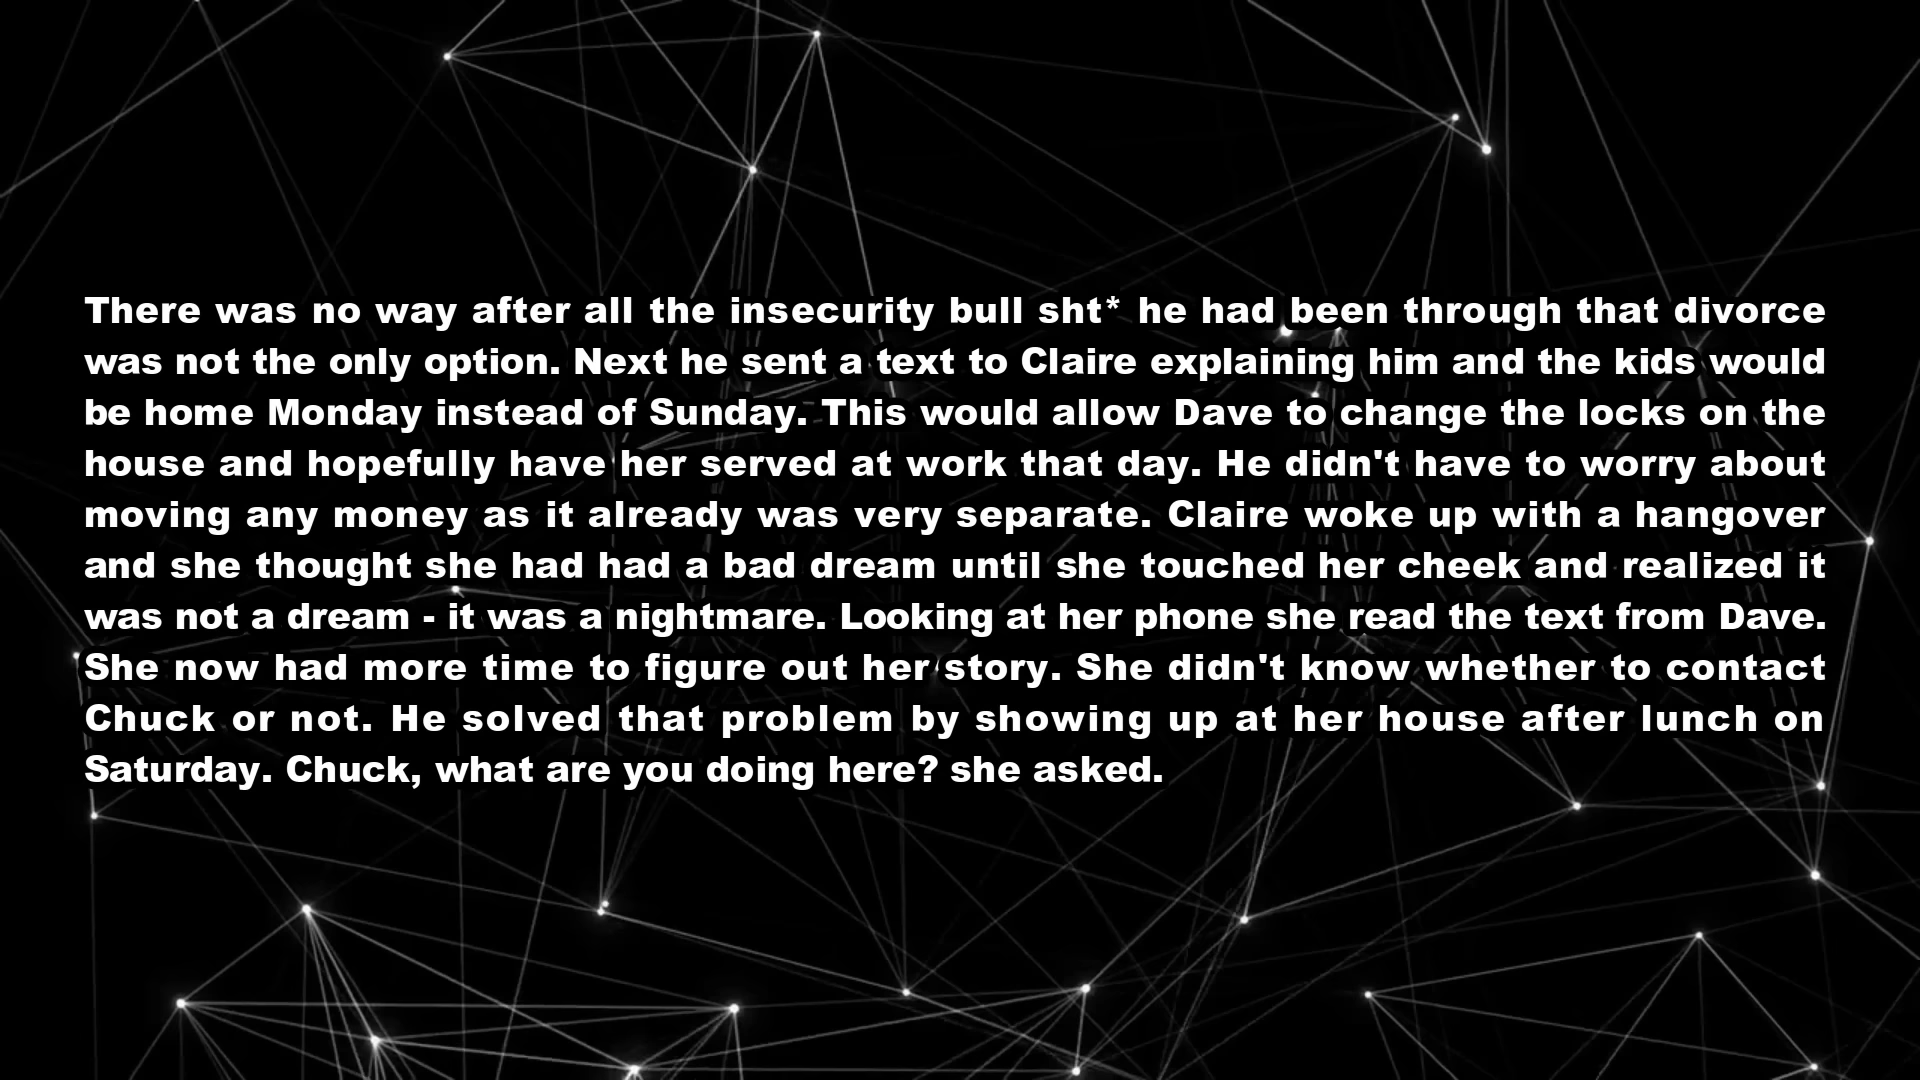 There was no way after all the insecurity bull sht* he had been through that divorce
was not the only option. Next he sent a text to Claire explaining him and the kids would
be home Monday instead of Sunday. This would allow Dave to change the locks on the
house and hopefully have her served at work that day. He didn't have to worry about
moving any money as it already was very separate. Claire woke up with a hangover
and she thought she had had a bad dream until she touched her cheek and realized it
was not a dream - it was a nightmare. Looking at her phone she read the text from Dave.
She now had more time to figure out her story. She didn't know whether to contact
Chuck or not. He solved that problem by showing up at her house after lunch on
Saturday. Chuck, what are you doing here? she asked.